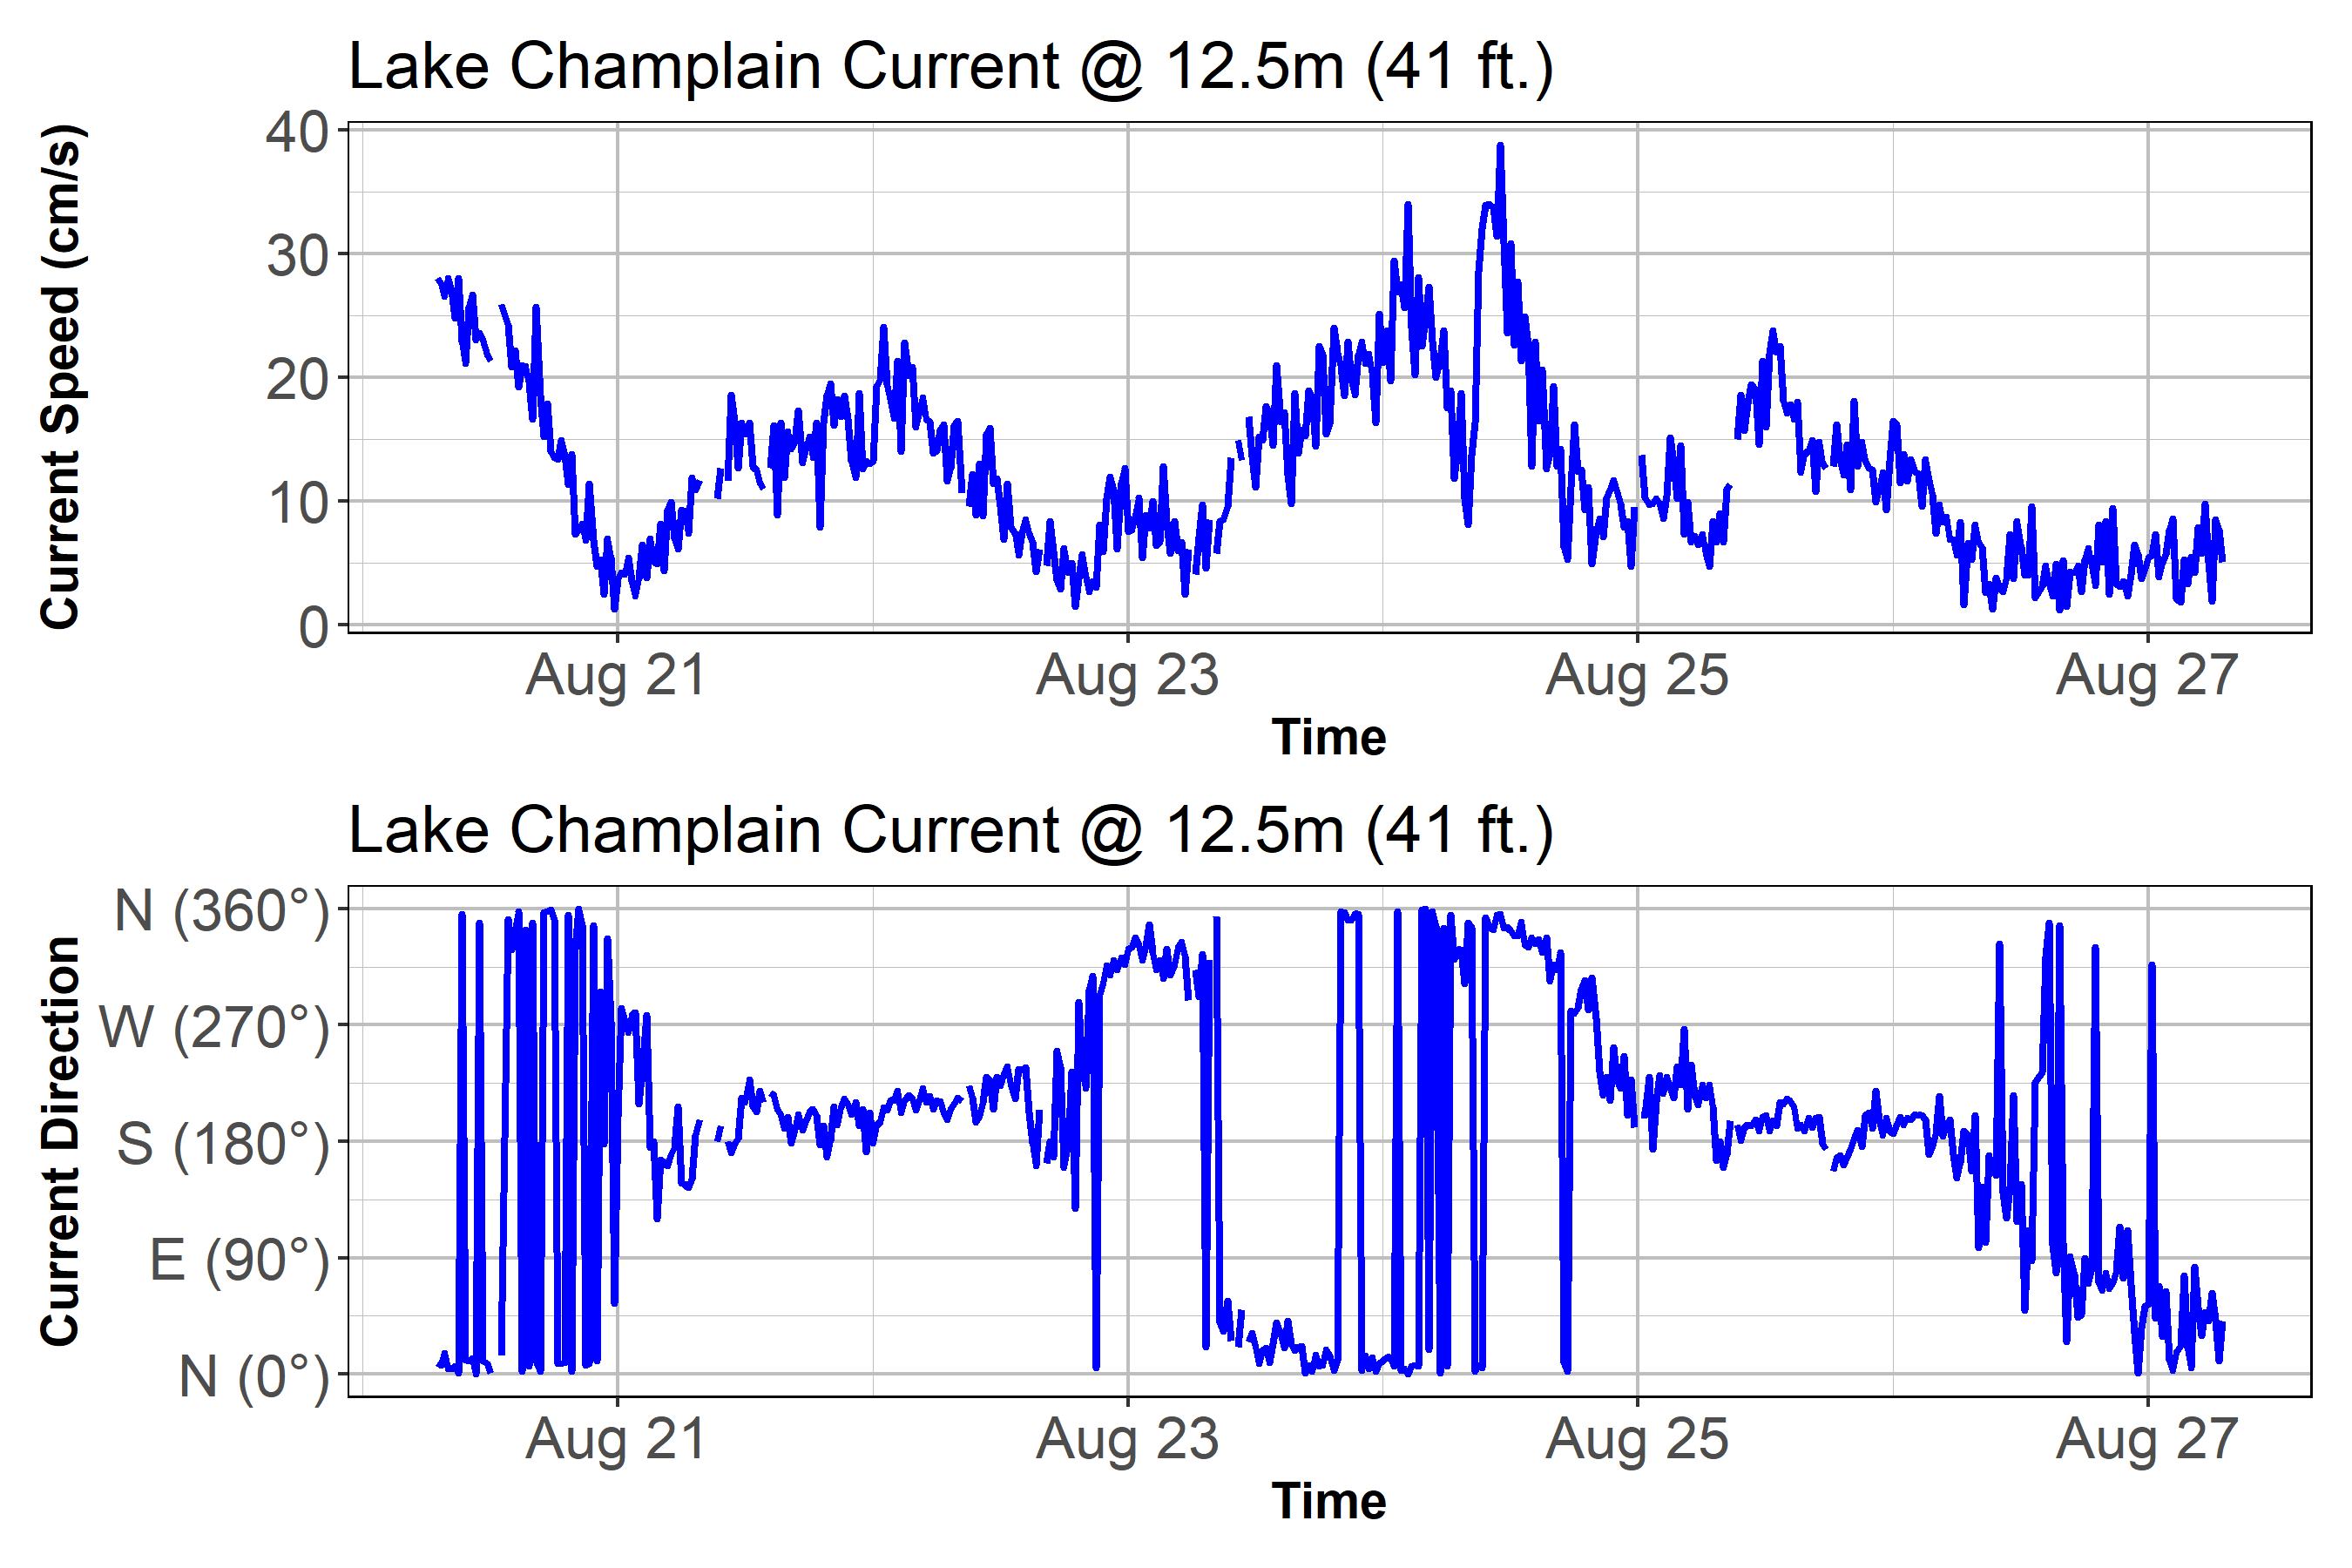 Lake Champlain Current @ 12.5m (41 ft.)
Current Speed (cm/s)
40
30
20
10
0
Aug 21 Aug 23 Aug 25 Aug 27
Time
Lake Champlain Current @ 12.5m (41 ft.)
Current Direction
N (360°)
W (270°)
S (180°)
E (90°)
N (0°)
Aug 21 Aug 23 Aug 25 Aug 27
Time